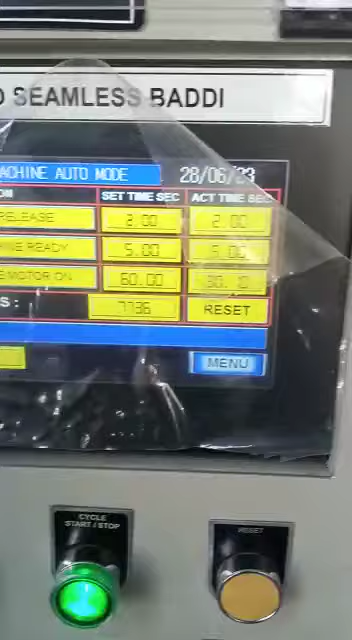 SEAMLESS BADDI
MACHINE AUTO MODE 28/06/23
SET TIME SEC ACT TIME SEC
RELEASE 2.00 2.00
READY 5.00 5.00
MOTOR ON 60.00
S : 7736 RESET
MENU
CYCLE
START / STOP
RESET